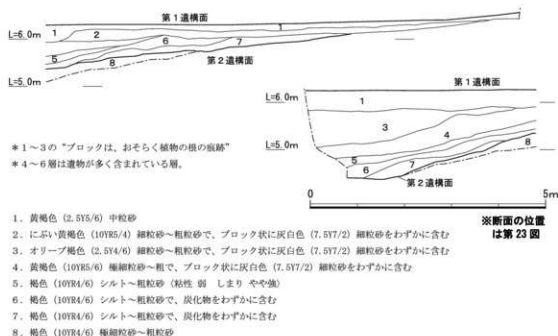 第1遺構面
L=6.0m
1
2
1
3
6
7
5
4
8
第2遺構面
L=5.0m
第1遺構面
L=6.0m
1
3
4
L=5.0m
5
6
7
8
第2遺構面
0
5m
＊1～3の“ブロックは、おそらく植物の根の痕跡”
＊4～6層は遺物が多く含まれている層。
※断面の位置
は第23図
1．黄褐色（2.5Y5/6）中粒砂
2．にぶい黄褐色（10YR5/4）細粒砂～粗粒砂で、ブロック状に灰白色（7.5Y7/2）細粒砂をわずかに含む
3．オリーブ褐色（2.5Y4/6）細粒砂～粗粒砂で、ブロック状に灰白色（7.5Y7/2）細粒砂をわずかに含む
4．黄褐色（10YR5/6）極細粒砂～粗で、ブロック状に灰白色（7.5Y7/2）細粒砂をわずかに含む
5．褐色（10YR4/6）シルト～粗粒砂（粘性 弱 しまり やや強）
6．褐色（10YR4/6）シルト～細粒砂で、炭化物をわずかに含む
7．褐色（10YR4/6）シルト～粗粒砂で、炭化物をわずかに含む
8．褐色（10YR4/6）極細粒砂～粗粒砂